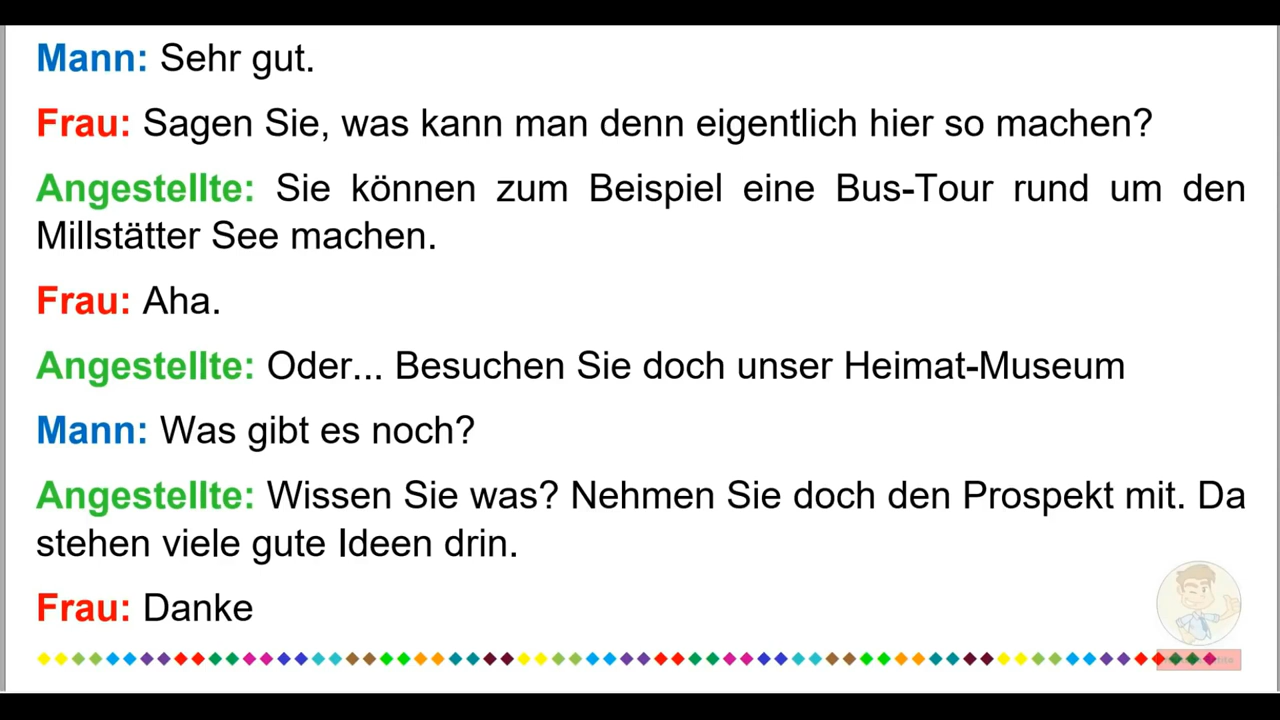 Mann: Sehr gut.
Frau: Sagen Sie, was kann man denn eigentlich hier so machen?
Angestellte: Sie können zum Beispiel eine Bus-Tour rund um den
Millstätter See machen.
Frau: Aha.
Angestellte: Oder... Besuchen Sie doch unser Heimat-Museum
Mann: Was gibt es noch?
Angestellte: Wissen Sie was? Nehmen Sie doch den Prospekt mit. Da
stehen viele gute Ideen drin.
Frau: Danke